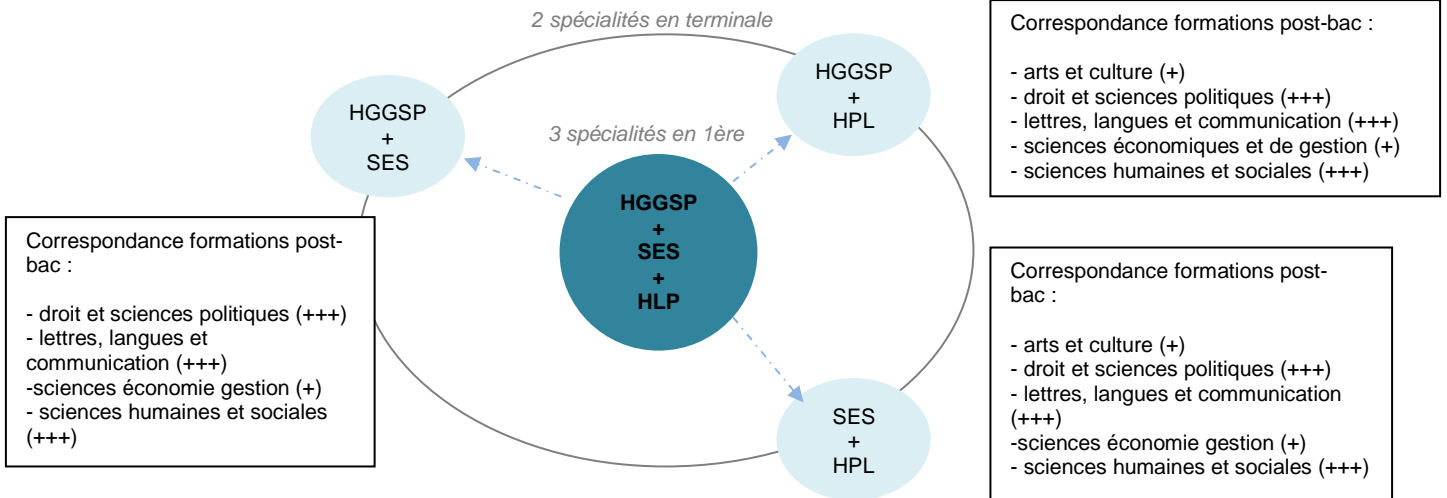 2 spécialités en terminale
HGGSP
+
SES
3 spécialités en 1ère
HGGSP
+
HPL
HGGSP
+
SES
+
HLP
SES
+
HPL
Correspondance formations post-bac :
- arts et culture (+)
- droit et sciences politiques (+++)
- lettres, langues et communication (+++)
- sciences économiques et de gestion (+)
- sciences humaines et sociales (+++)
Correspondance formations post-
bac :
- droit et sciences politiques (+++)
- lettres, langues et
communication (+++)
-sciences économie gestion (+)
- sciences humaines et sociales
(+++)
Correspondance formations post-
bac :
- arts et culture (+)
- droit et sciences politiques (+++)
- lettres, langues et communication
(+++)
-sciences économie gestion (+)
- sciences humaines et sociales (+++)